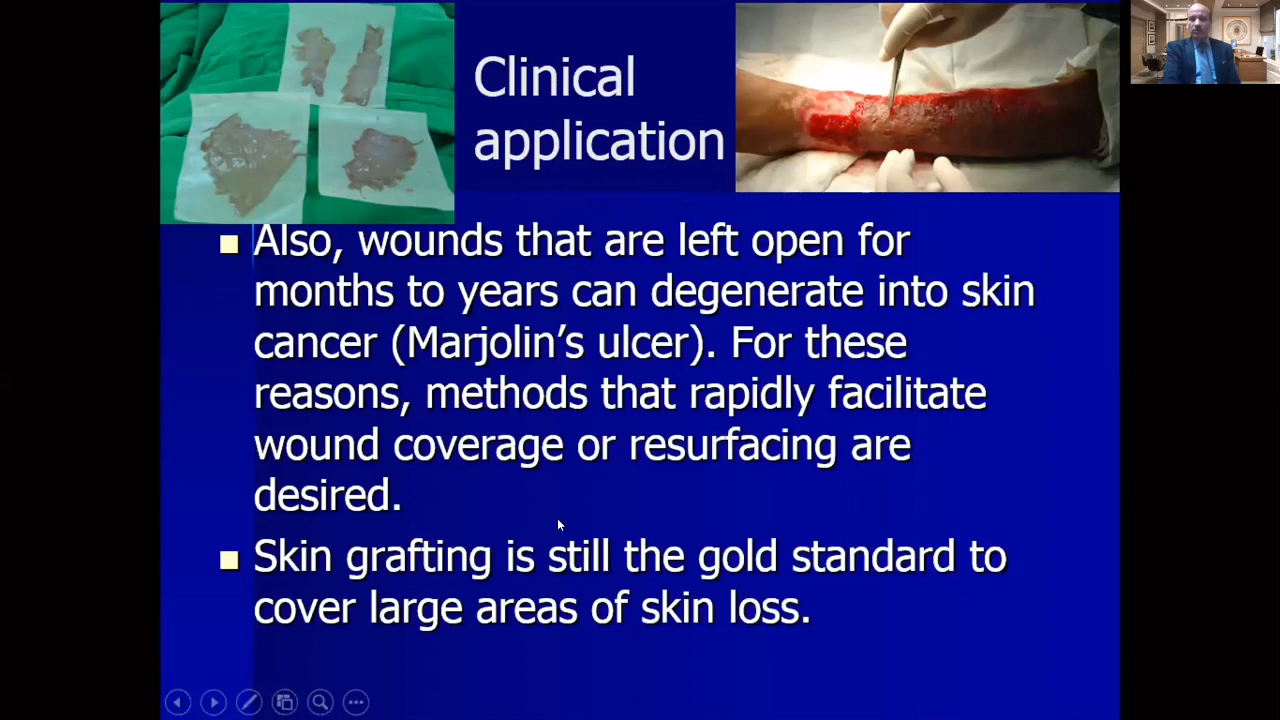 Clinical
application
Also, wounds that are left open for
months to years can degenerate into skin
cancer (Marjolin's ulcer). For these
reasons, methods that rapidly facilitate
wound coverage or resurfacing are
desired.
Skin grafting is still the gold standard to
cover large areas of skin loss.